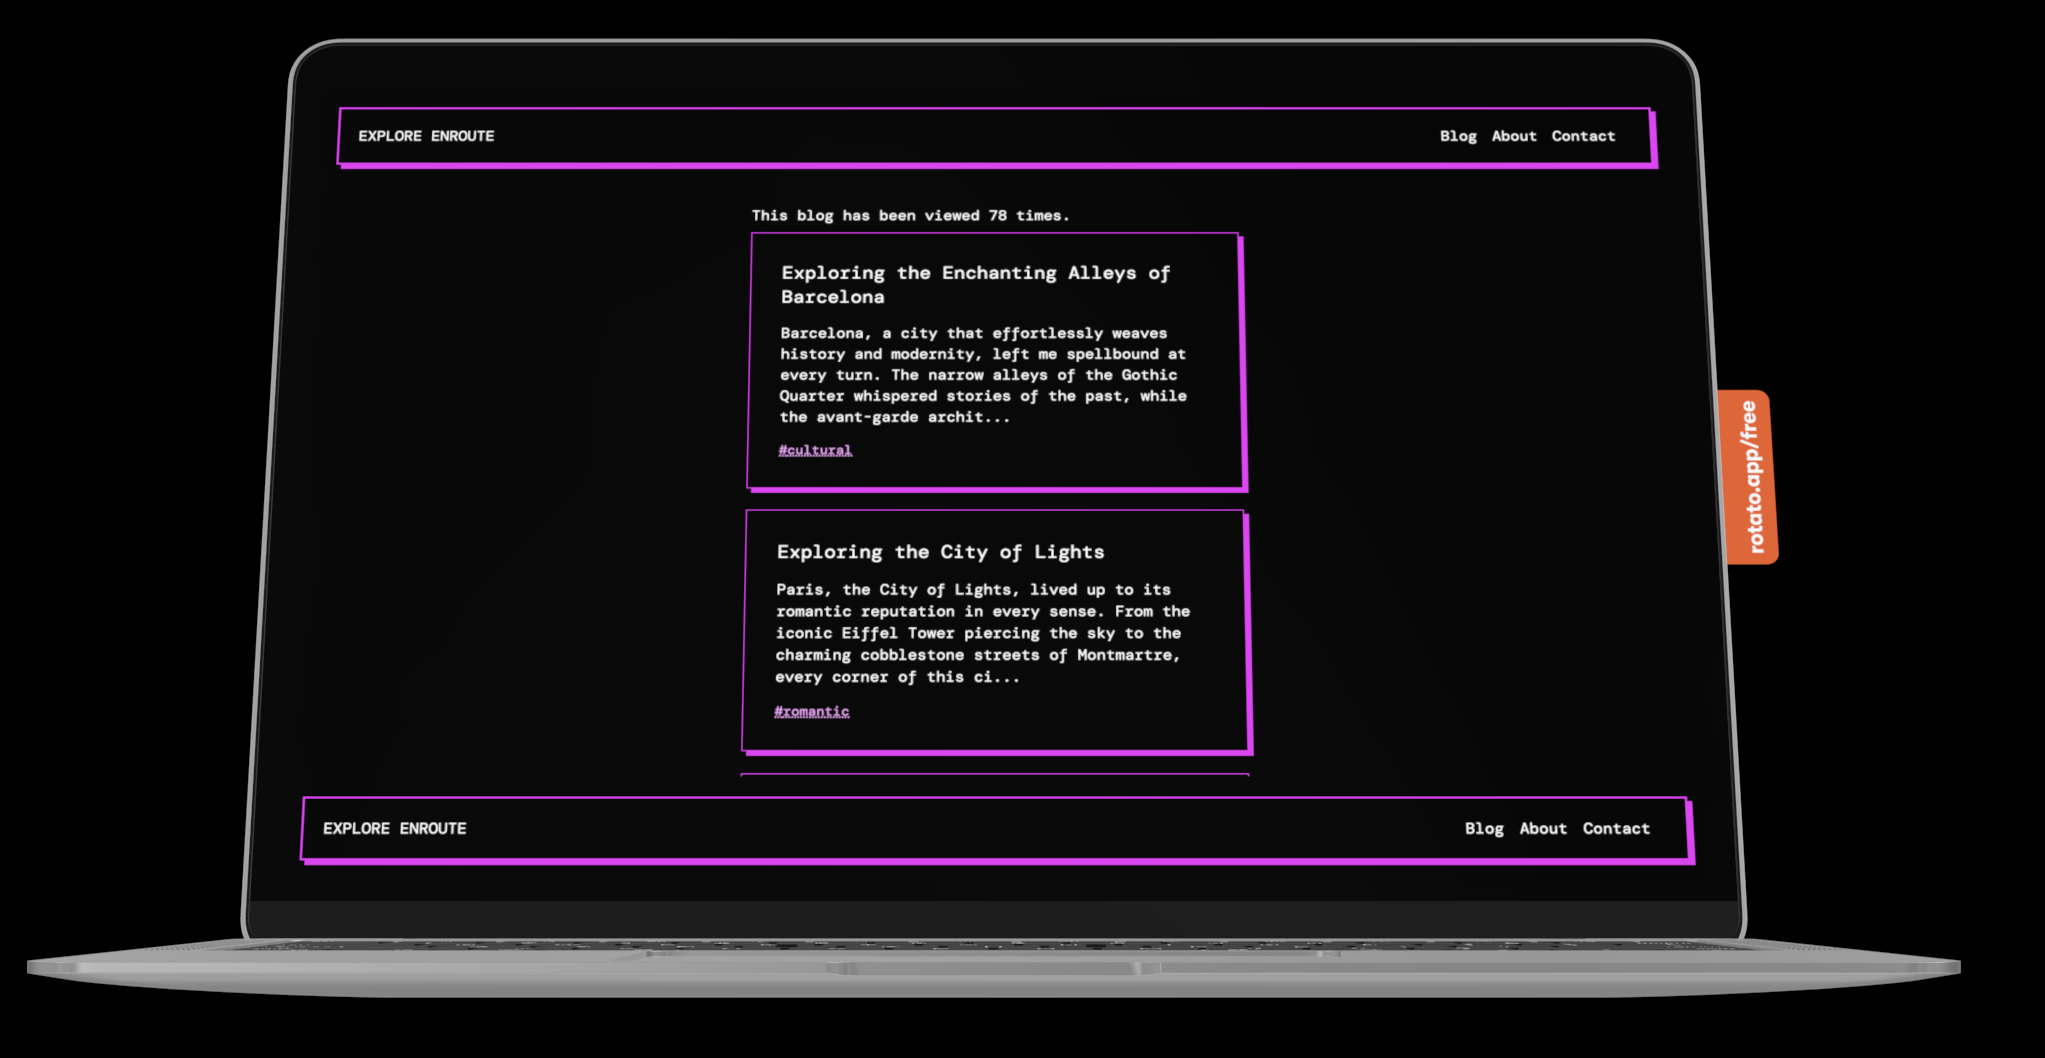 EXPLORE ENROUTE
Blog About Contact
This blog has been viewed 78 times.
Exploring the Enchanting Alleys of
Barcelona
Barcelona, a city that effortlessly weaves
history and modernity, left me spellbound at
every turn. The narrow alleys of the Gothic
Quarter whispered stories of the past, while
the avant-garde archit...
#cultural
Exploring the City of Lights
Paris, the City of Lights, lived up to its
romantic reputation in every sense. From the
iconic Eiffel Tower piercing the sky to the
charming cobblestone streets of Montmartre,
every corner of this ci...
#romantic
EXPLORE ENROUTE
Blog About Contact
rotato.app/free